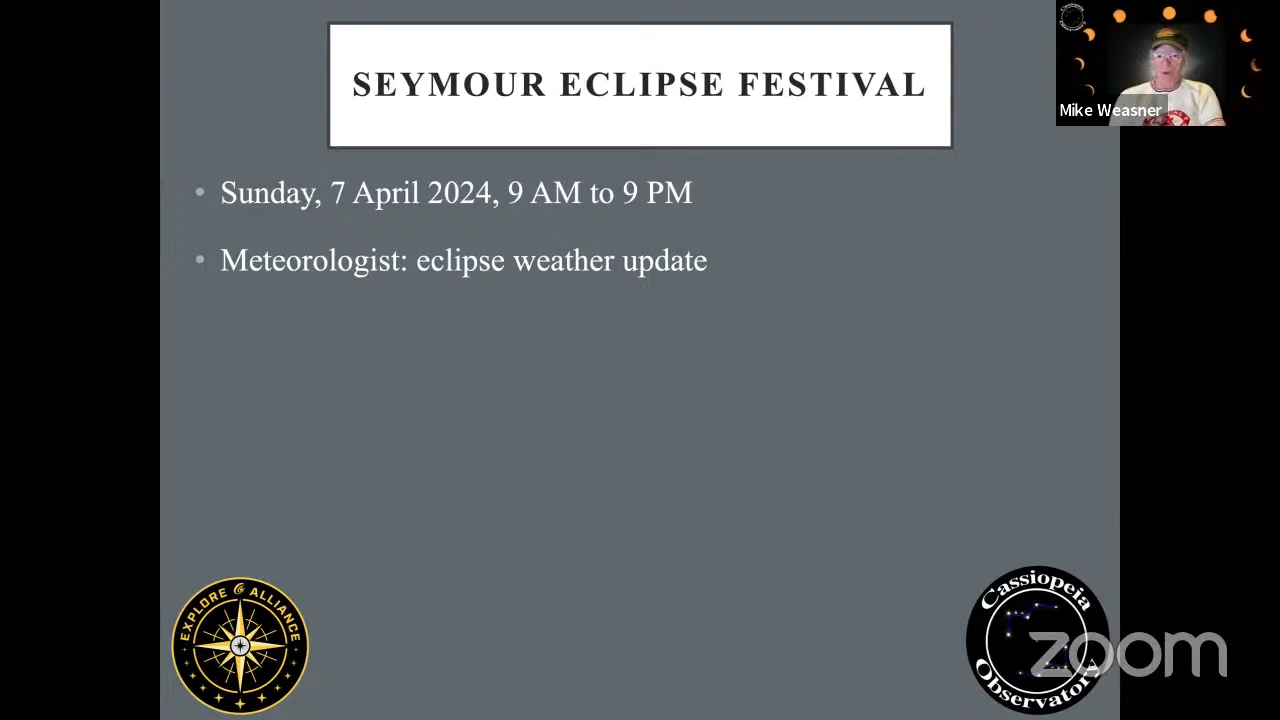 SEYMOUR ECLIPSE FESTIVAL
Mike Weasner
• Sunday, 7 April 2024, 9 AM to 9 PM
• Meteorologist: eclipse weather update
EXPLORE ALLIANCE
Cassiopeia
Observatory
zoom